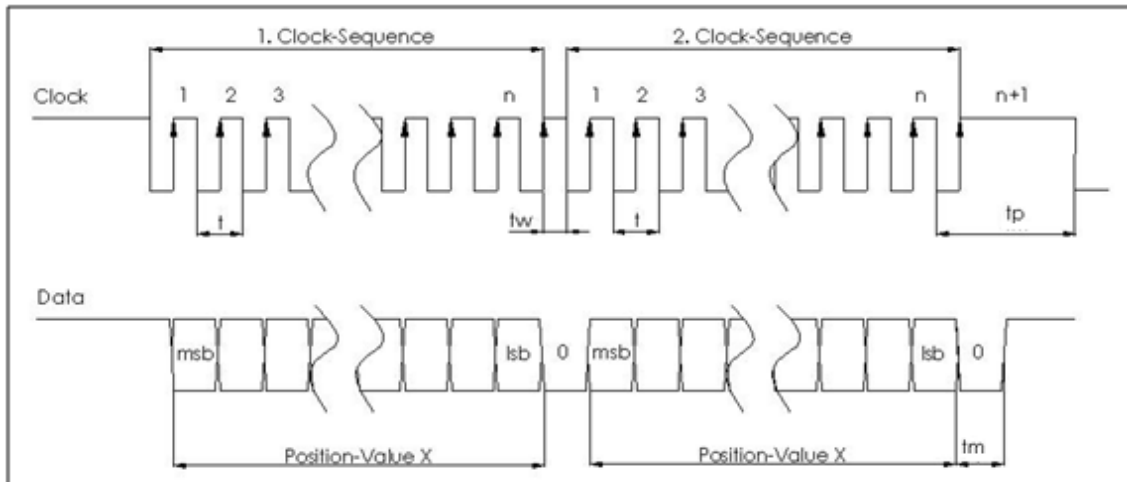 1. Clock-Sequence 2. Clock-Sequence
Clock 1 2 3 n 1 2 3 n n+1
t tw t tp
Data
msb lsb 0 msb lsb 0
Position-Value X Position-Value X tm